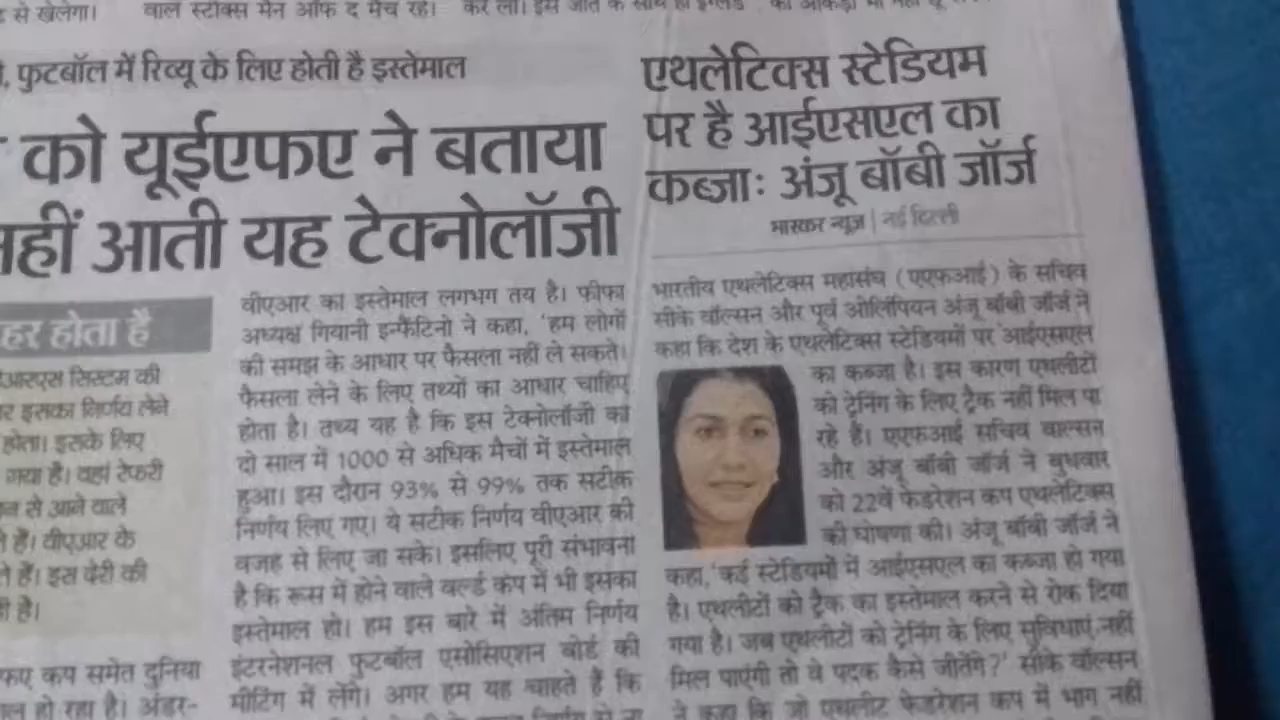 से खेलेगा।
वाल स्टोक्स मैन ऑफ द मैच रहे।
कर ली। इस जीत के साथ ही इंग्लैंड
फुटबॉल में रिव्यू के लिए होती है इस्तेमाल
को यूईएफए ने बताया
नहीं आती यह टेक्नोलॉजी
होता है
सिस्टम की
इसका निर्णय लेने
होता। इसके लिए
गया है। वहां रेफरी
से आने वाले
हैं। वीएआर के
हैं। इस देरी की
है।
कप समेत दुनिया
हो रहा है। अंडर-
वीएआर का इस्तेमाल लगभग तय है। फीफा
अध्यक्ष गियानी इन्फैंटिनो ने कहा, 'हम लोगों
की समझ के आधार पर फैसला नहीं ले सकते।
फैसला लेने के लिए तथ्यों का आधार चाहिए
होता है। तथ्य यह है कि इस टेक्नोलॉजी का
दो साल में 1000 से अधिक मैचों में इस्तेमाल
हुआ। इस दौरान 93% से 99% तक सटीक
निर्णय लिए गए। ये सटीक निर्णय वीएआर की
वजह से लिए जा सके। इसलिए पूरी संभावना
है कि रूस में होने वाले वर्ल्ड कप में भी इसका
इस्तेमाल हो। हम इस बारे में अंतिम निर्णय
इंटरनेशनल फुटबॉल एसोसिएशन बोर्ड की
मीटिंग में लेंगे। अगर हम यह चाहते हैं कि
एथलेटिक्स स्टेडियम
पर है आईएसएल का
कब्जा: अंजू बॉबी जॉर्ज
भास्कर न्यूज | नई दिल्ली
भारतीय एथलेटिक्स महासंघ (एएफआई) के सचिव
सीके वॉल्सन और पूर्व ओलिंपियन अंजू बॉबी जॉर्ज ने
कहा कि देश के एथलेटिक्स स्टेडियमों पर आईएसएल
का कब्जा है। इस कारण एथलीटों
को ट्रेनिंग के लिए ट्रैक नहीं मिल पा
रहे हैं। एएफआई सचिव वाल्सन
और अंजू बॉबी जॉर्ज ने बुधवार
को 22वें फेडरेशन कप एथलेटिक्स
की घोषणा की। अंजू बॉबी जॉर्ज ने
कहा, 'कई स्टेडियमों में आईएसएल का कब्जा हो गया
है। एथलीटों को ट्रैक का इस्तेमाल करने से रोक दिया
गया है। जब एथलीटों को ट्रेनिंग के लिए सुविधाएं नहीं
मिल पाएंगी तो वे पदक कैसे जीतेंगे?' सीके वॉल्सन
ने कहा कि जो एथलीट फेडरेशन कप में भाग नहीं